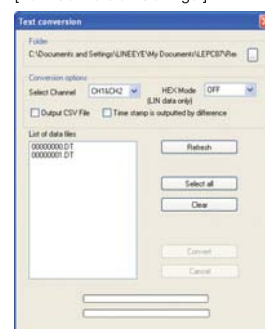 Text conversion
Folder
C:\Documents and Settings\LINEEYE\My Documents\LEPC87\Re
...
Conversion options
Select Channel CH1&CH2 HEX Mode OFF
(LIN data only)
Output CSV File Time stamp is outputted by difference
List of data files
00000000.DT
00000001.DT
Refresh
Select all
Clear
Convert
Cancel